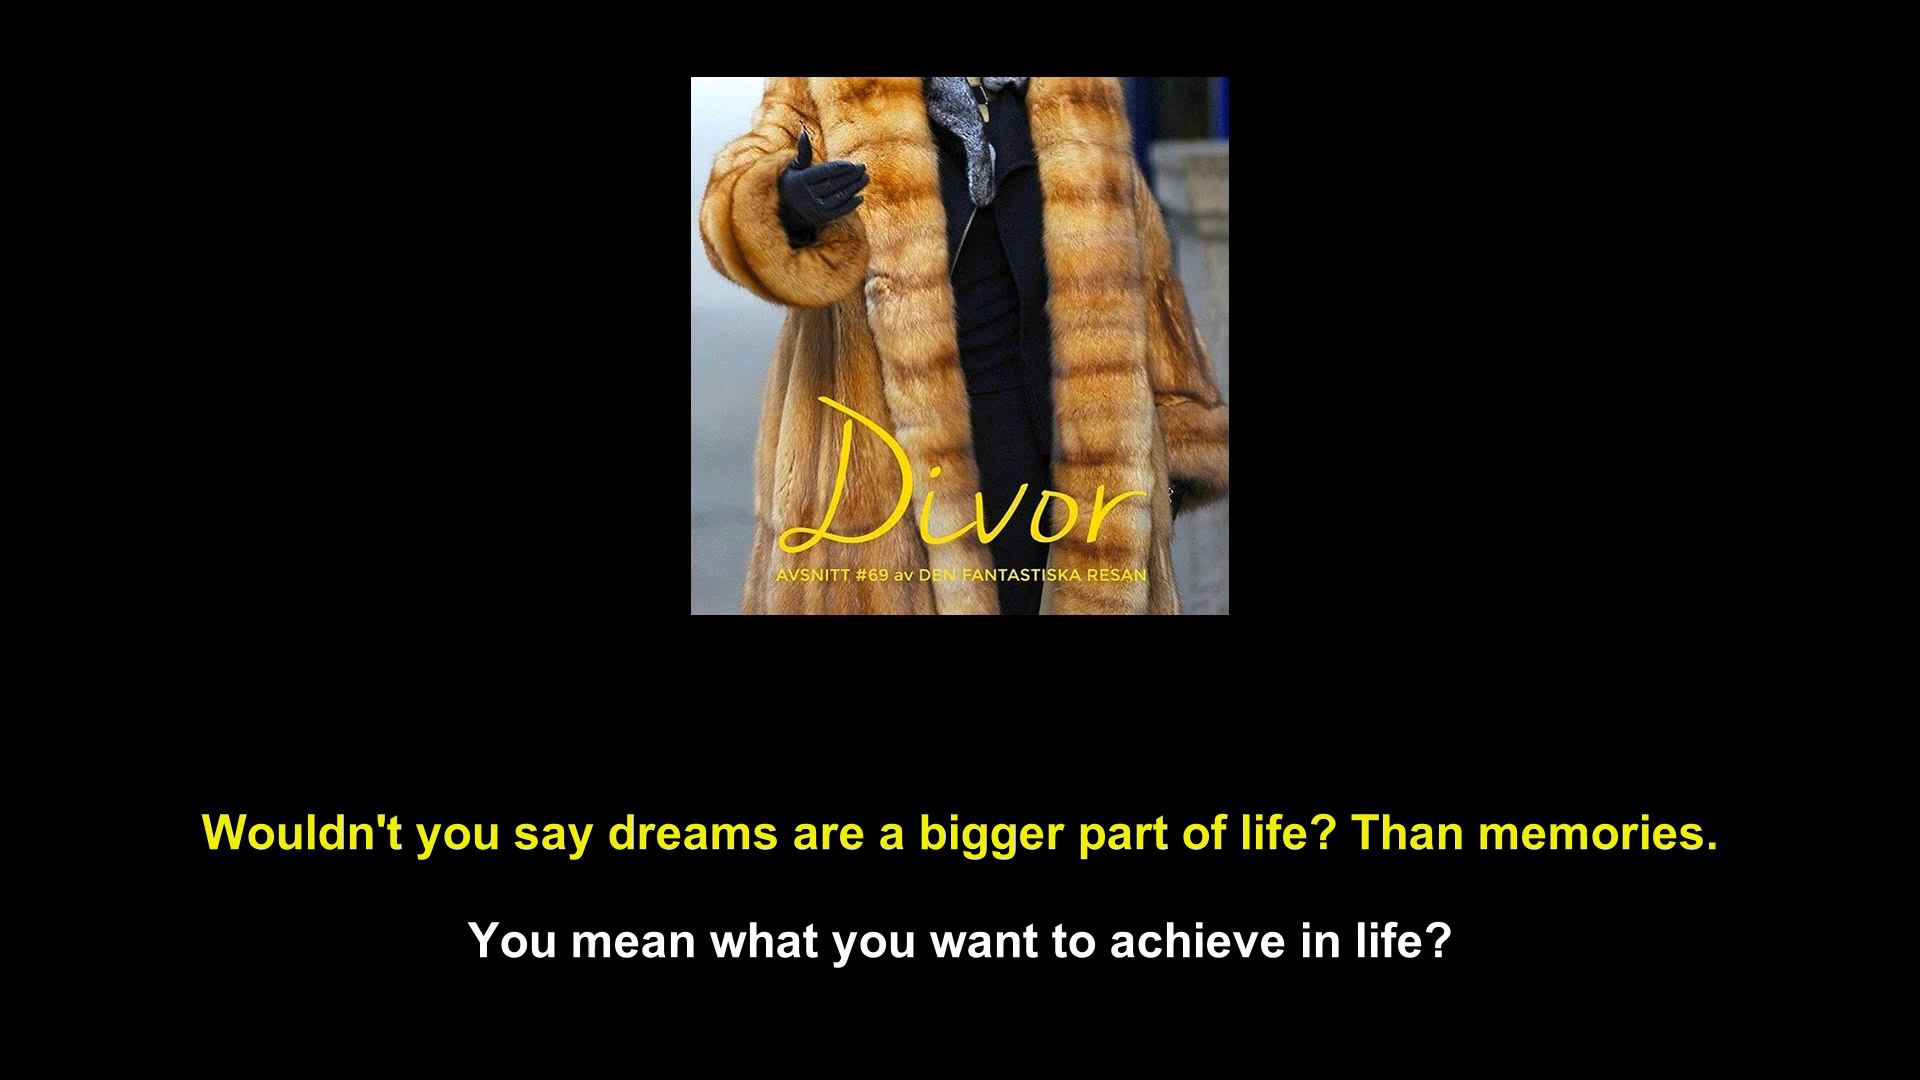 Divor
AVSNITT #69 av DEN FANTASTISKA RESAN
Wouldn't you say dreams are a bigger part of life? Than memories.
You mean what you want to achieve in life?